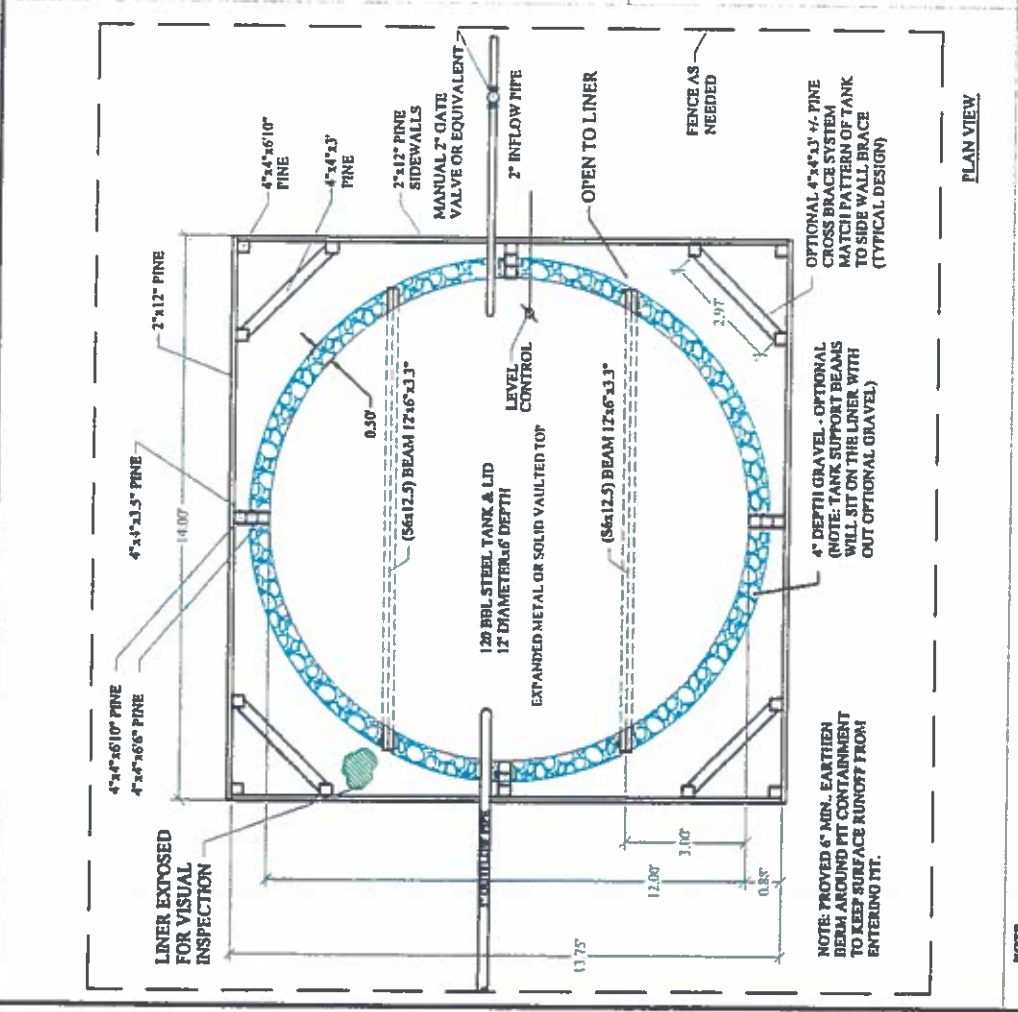 4"x4"x6'10"
PINE
4"x4"x3'
PINE
2"x12" PINE
SIDEWALLS
MANUAL 2" GATE
VALVE OR EQUIVALENT
2" INFLOW PIPE
OPEN TO LINER
FENCE AS
NEEDED
2"x12" PINE
4"x4"x3.5" PINE
14.00'
4"x4"x6'10" PINE
4"x4"x6'6" PINE
0.50'
(S6x12.5) BEAM 12'x6"x3.3"
LEVEL
CONTROL
120 BBL STEEL TANK & LID
12' DIAMETERx6' DEPTH
EXPANDED METAL OR SOLID VAULTED TOP
(S6x12.5) BEAM 12'x6"x3.3"
2.97'
OPTIONAL 4"x4"x3' +/- PINE
CROSS BRACE SYSTEM
MATCH PATTERN OF TANK
TO SIDE WALL BRACE
(TYPICAL DESIGN)
4" DEPTH GRAVEL - OPTIONAL
(NOTE: TANK SUPPORT BEAMS
WILL SIT ON THE LINER WITH
OUT OPTIONAL GRAVEL)
LINER EXPOSED
FOR VISUAL
INSPECTION
OUTFLOW PIPE
3.00'
12.00'
0.88'
13.75'
NOTE: PROVED 6" MIN., EARTHEN
BERM AROUND PIT CONTAINMENT
TO KEEP SURFACE RUNOFF FROM
ENTERING PIT.
PLAN VIEW